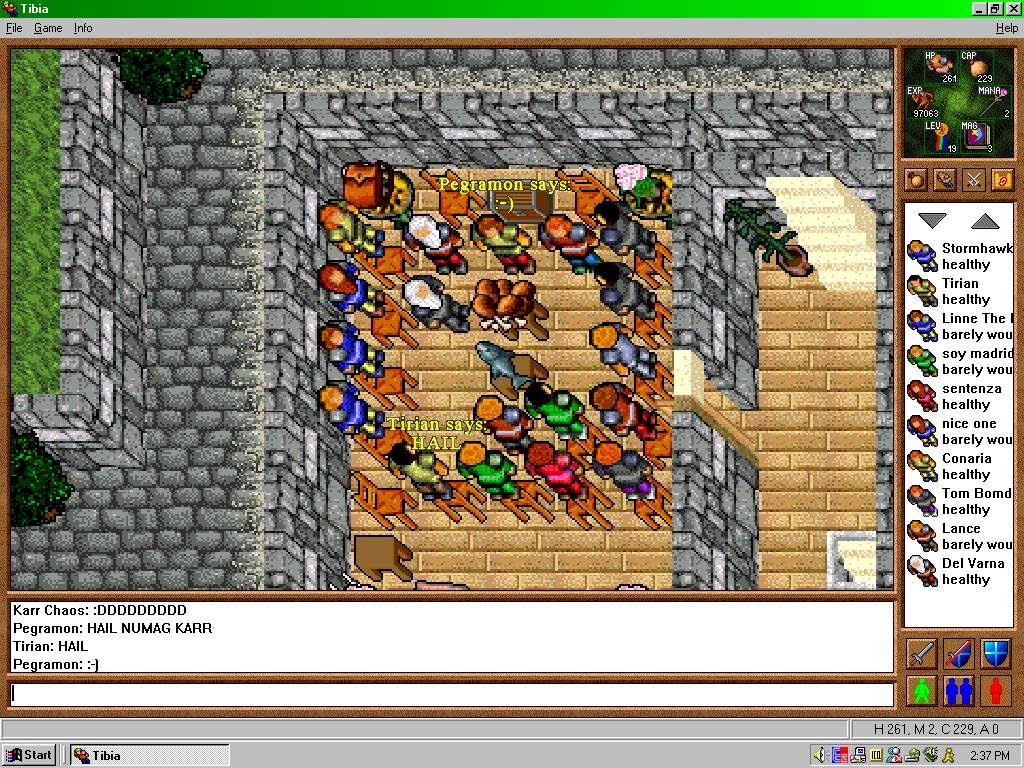 Tibia
File Game Info Help
HP CAP
261 229
EXP MANA
97063 2
LEV MAG
19 3
Pegramon says:
:-)
Tirian says:
HAIL
Stormhawk
healthy
Tirian
healthy
Linne The
barely wou
soy madrid
barely wou
sentenza
healthy
nice one
barely wou
Conaria
healthy
Tom Bomd
healthy
Lance
barely wou
Del Varna
healthy
Karr Chaos: :DDDDDDDDD
Pegramon: HAIL NUMAG KARR
Tirian: HAIL
Pegramon: :-)
H 261, M 2, C 229, A 0
Start Tibia 2:37 PM